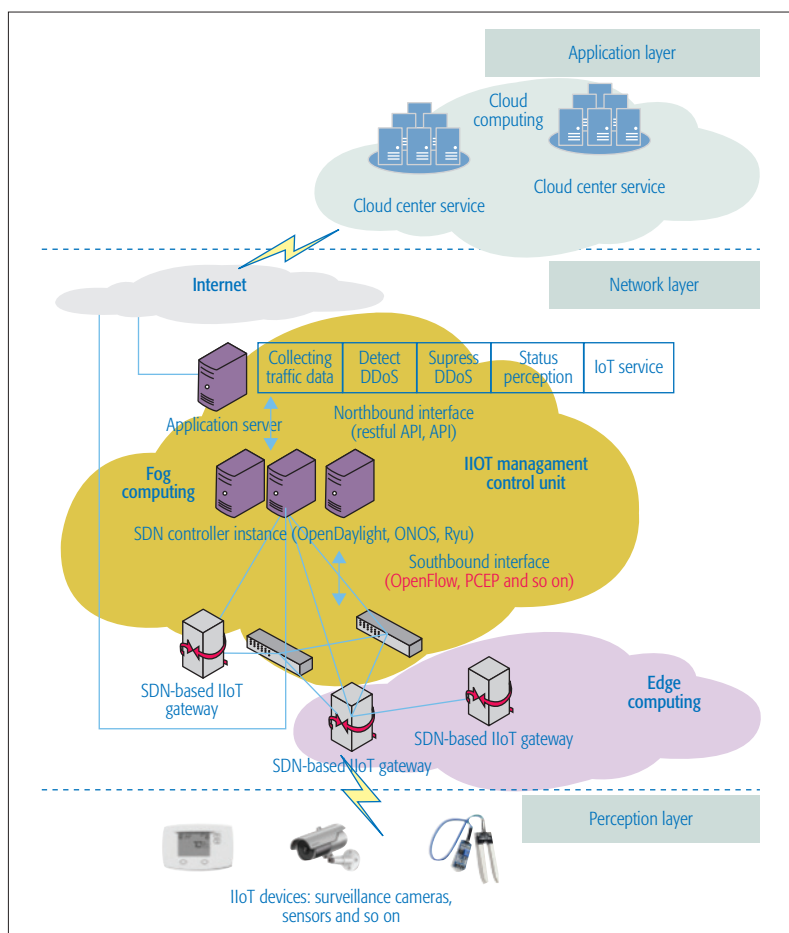 Application layer
Cloud
computing
Cloud center service
Cloud center service
Internet
Network layer
Collecting
traffic data
Detect
DDoS
Supress
DDoS
Status
perception
IoT service
Application server
Northbound interface
(restful API, API)
Fog
computing
IIOT managament
control unit
SDN controller instance (OpenDaylight, ONOS, Ryu)
Southbound interface
(OpenFlow, PCEP and so on)
SDN-based IIoT
gateway
Edge
computing
SDN-based IIoT gateway
SDN-based IIoT gateway
Perception layer
IIoT devices: surveillance cameras,
sensors and so on